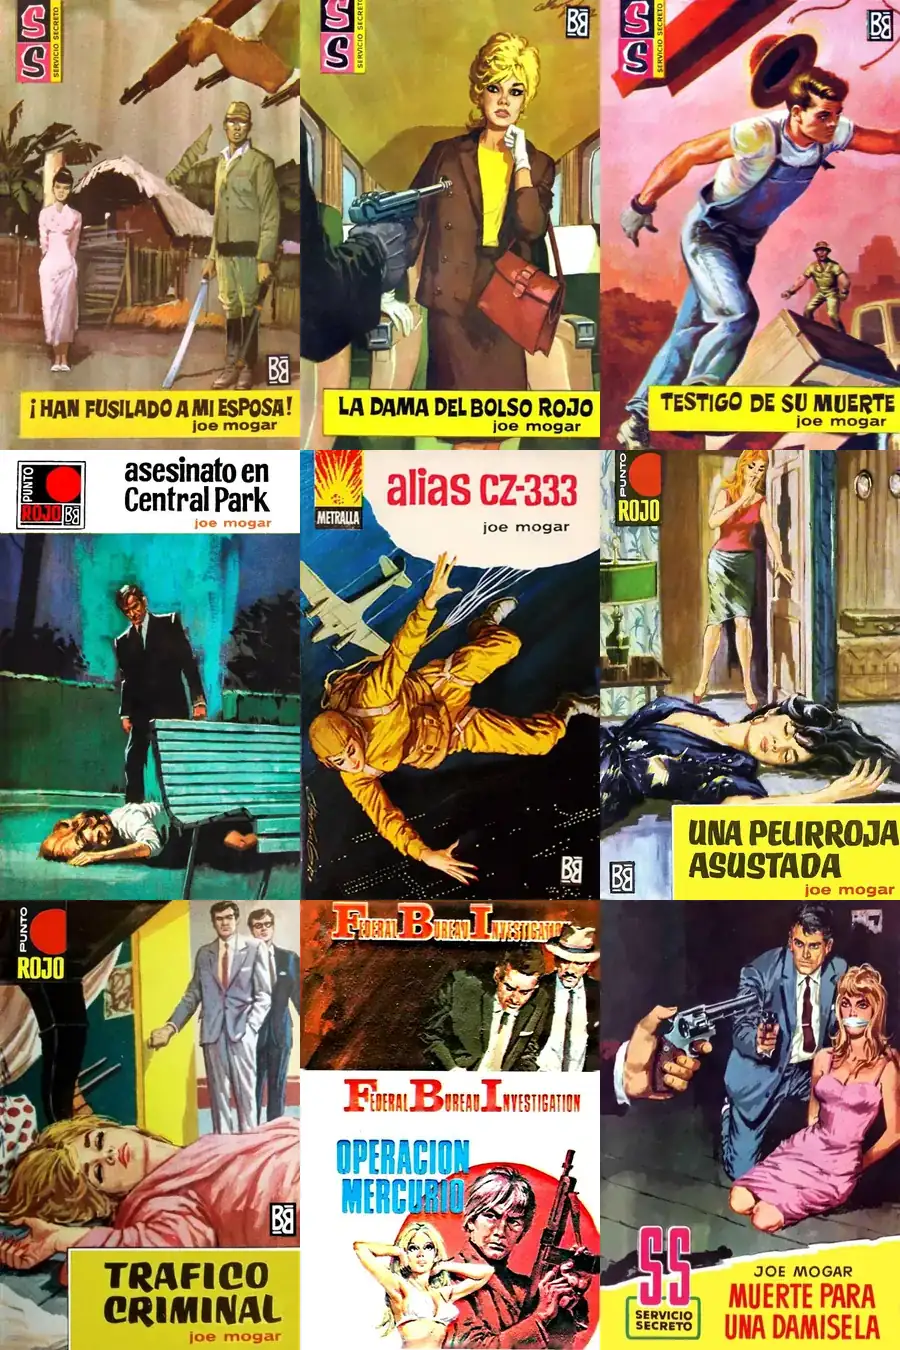 SS
SERVICIO SECRETO
BB
¡HAN FUSILADO A MI ESPOSA!
joe mogar
SS
SERVICIO SECRETO
BB
LA DAMA DEL BOLSO ROJO
joe mogar
SS
SERVICIO SECRETO
BB
TESTIGO DE SU MUERTE
joe mogar
PUNTO
ROJO
BB
asesinato en
Central Park
joe mogar
METRALLA
alias CZ-333
joe mogar
BB
PUNTO
ROJO
BB
UNA PELIRROJA
ASUSTADA
joe mogar
PUNTO
ROJO
BB
TRAFICO
CRIMINAL
joe mogar
FEDERAL BUREAU INVESTIGATION
FEDERAL BUREAU INVESTIGATION
OPERACION
MERCURIO
SS
SERVICIO
SECRETO
JOE MOGAR
MUERTE PARA
UNA DAMISELA